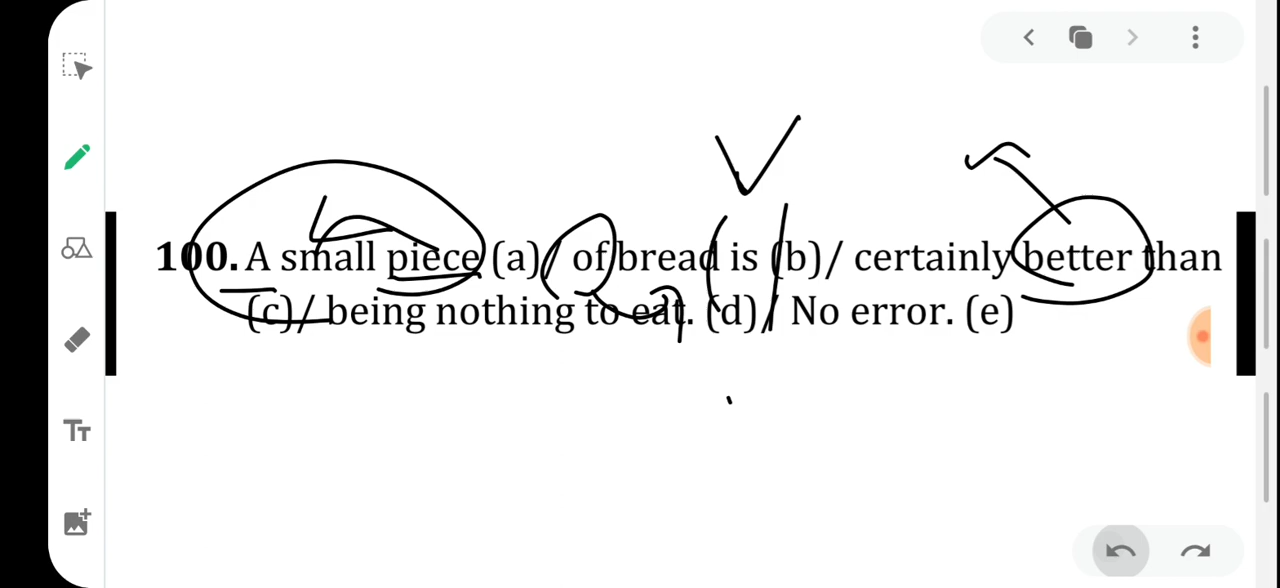 100. A small piece (a)/ of bread is (b)/ certainly better than
(c)/ being nothing to eat. (d)/ No error. (e)